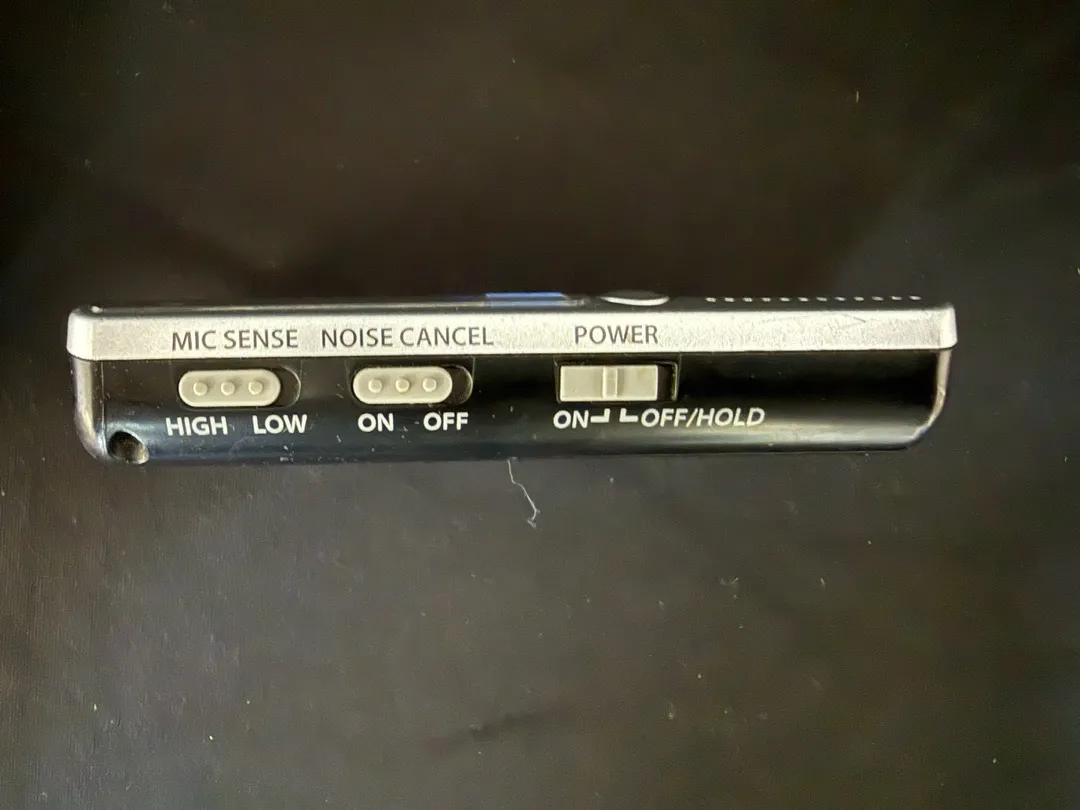 MIC SENSE NOISE CANCEL POWER
HIGH LOW ON OFF ON OFF/HOLD